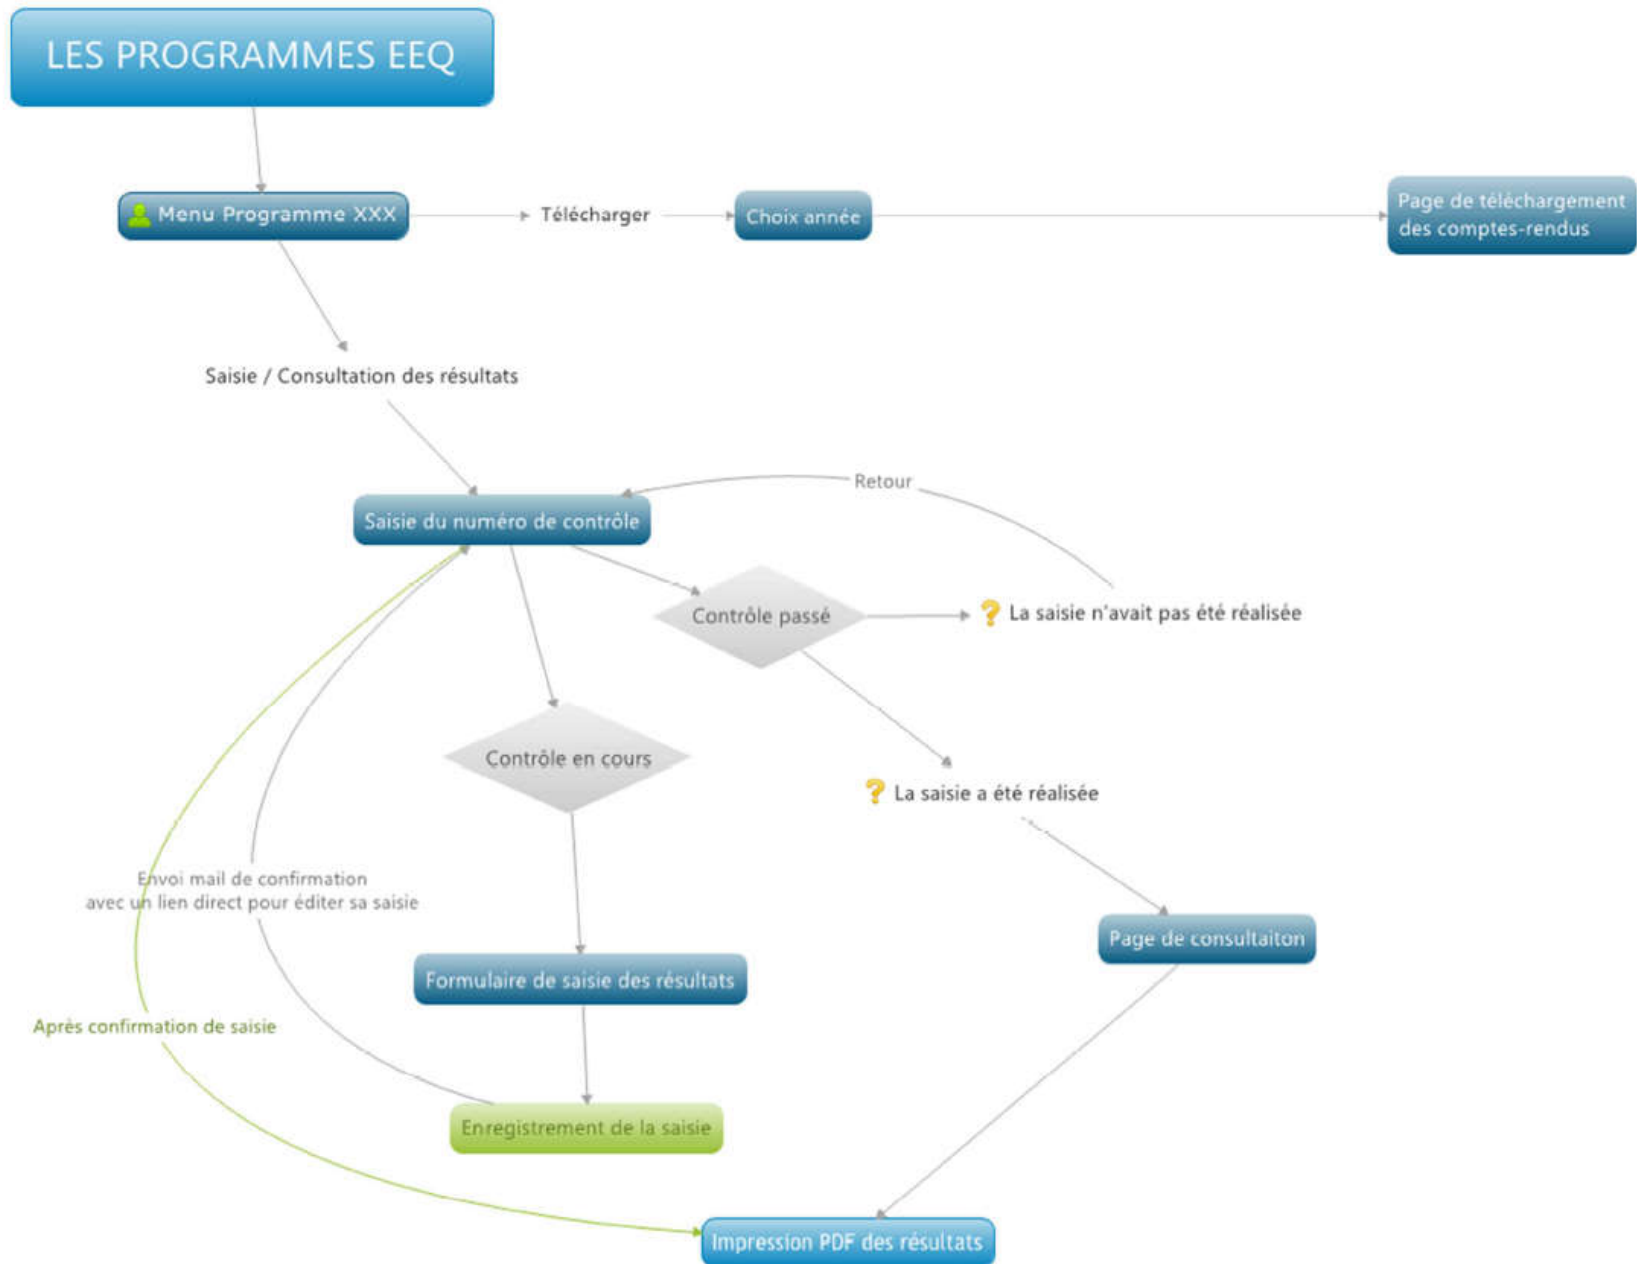 LES PROGRAMMES EEQ
Menu Programme XXX
Télécharger
Choix année
Page de téléchargement
des comptes-rendus
Saisie / Consultation des résultats
Retour
Saisie du numéro de contrôle
Contrôle passé
? La saisie n'avait pas été réalisée
Contrôle en cours
? La saisie a été réalisée
Envoi mail de confirmation
avec un lien direct pour éditer sa saisie
Page de consultaiton
Formulaire de saisie des résultats
Après confirmation de saisie
Enregistrement de la saisie
Impression PDF des résultats